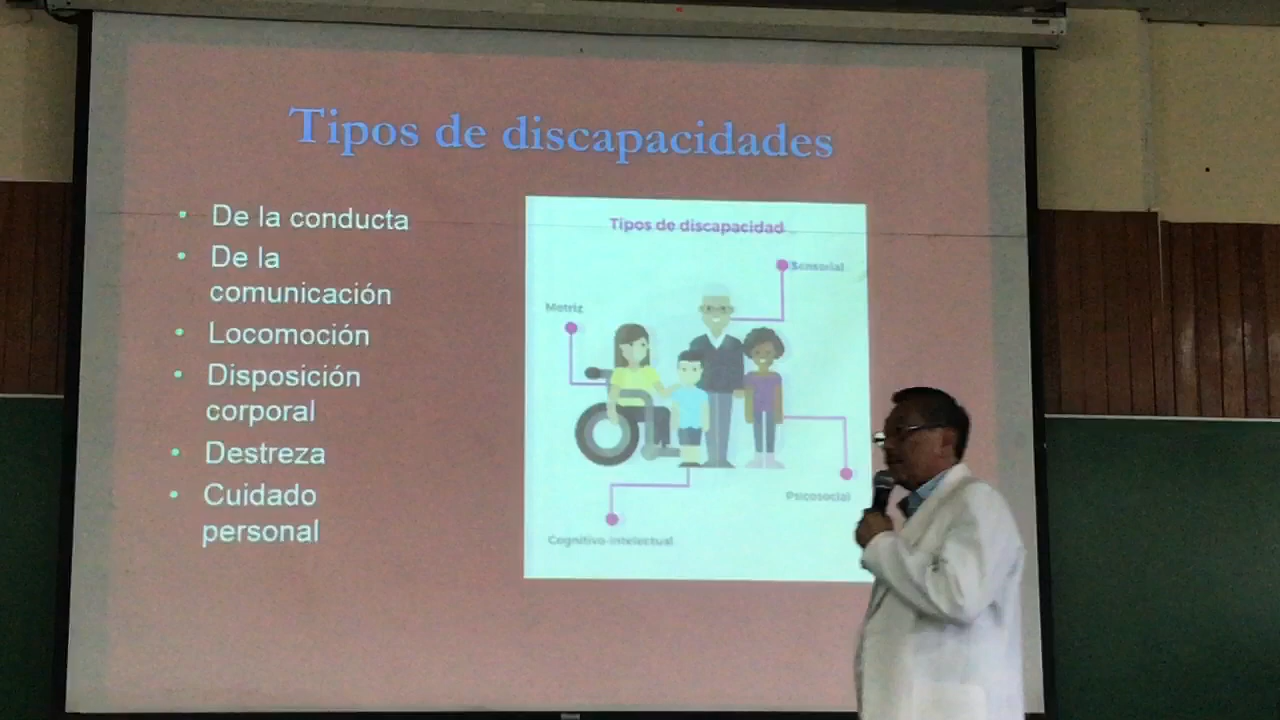 Tipos de discapacidades
• De la conducta
• De la
comunicación
• Locomoción
• Disposición
corporal
• Destreza
• Cuidado
personal
Tipos de discapacidad
Sensorial
Motriz
Psicosocial
Cognitivo-intelectual